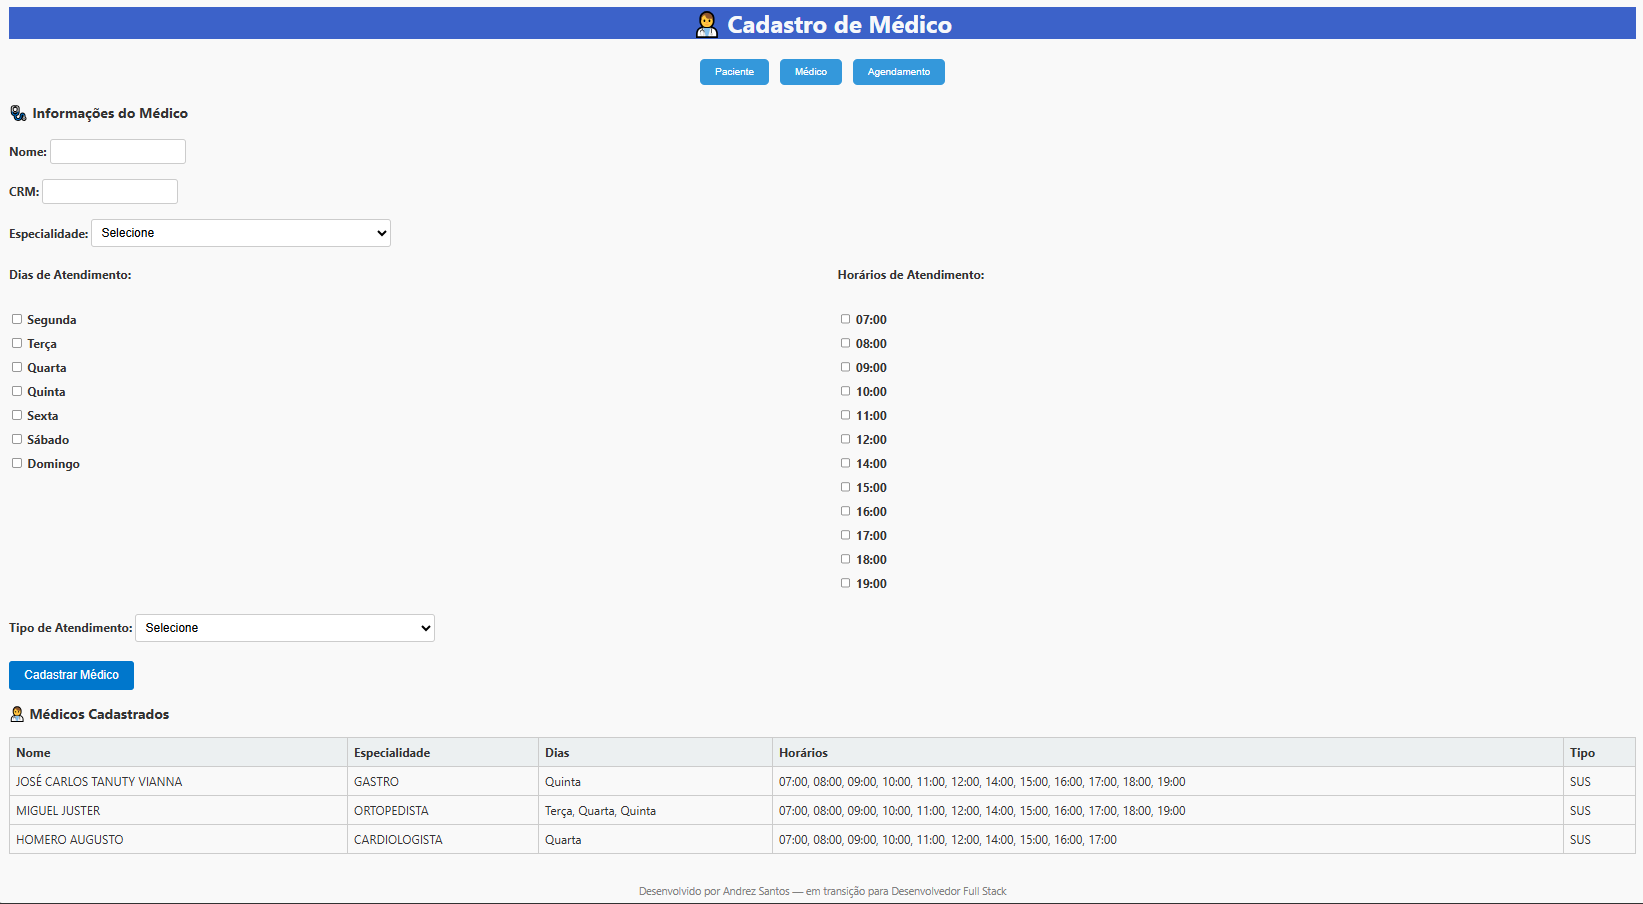 Cadastro de Médico
Paciente Médico Agendamento
Informações do Médico
Nome:
CRM:
Especialidade: Selecione
Dias de Atendimento:
Segunda
Terça
Quarta
Quinta
Sexta
Sábado
Domingo
Horários de Atendimento:
07:00
08:00
09:00
10:00
11:00
12:00
14:00
15:00
16:00
17:00
18:00
19:00
Tipo de Atendimento: Selecione
Cadastrar Médico
Médicos Cadastrados
Nome Especialidade Dias Horários Tipo
JOSÉ CARLOS TANUTY VIANNA GASTRO Quinta 07:00, 08:00, 09:00, 10:00, 11:00, 12:00, 14:00, 15:00, 16:00, 17:00, 18:00, 19:00 SUS
MIGUEL JUSTER ORTOPEDISTA Terça, Quarta, Quinta 07:00, 08:00, 09:00, 10:00, 11:00, 12:00, 14:00, 15:00, 16:00, 17:00, 18:00, 19:00 SUS
HOMERO AUGUSTO CARDIOLOGISTA Quarta 07:00, 08:00, 09:00, 10:00, 11:00, 12:00, 14:00, 15:00, 16:00, 17:00 SUS
Desenvolvido por Andrez Santos — em transição para Desenvolvedor Full Stack